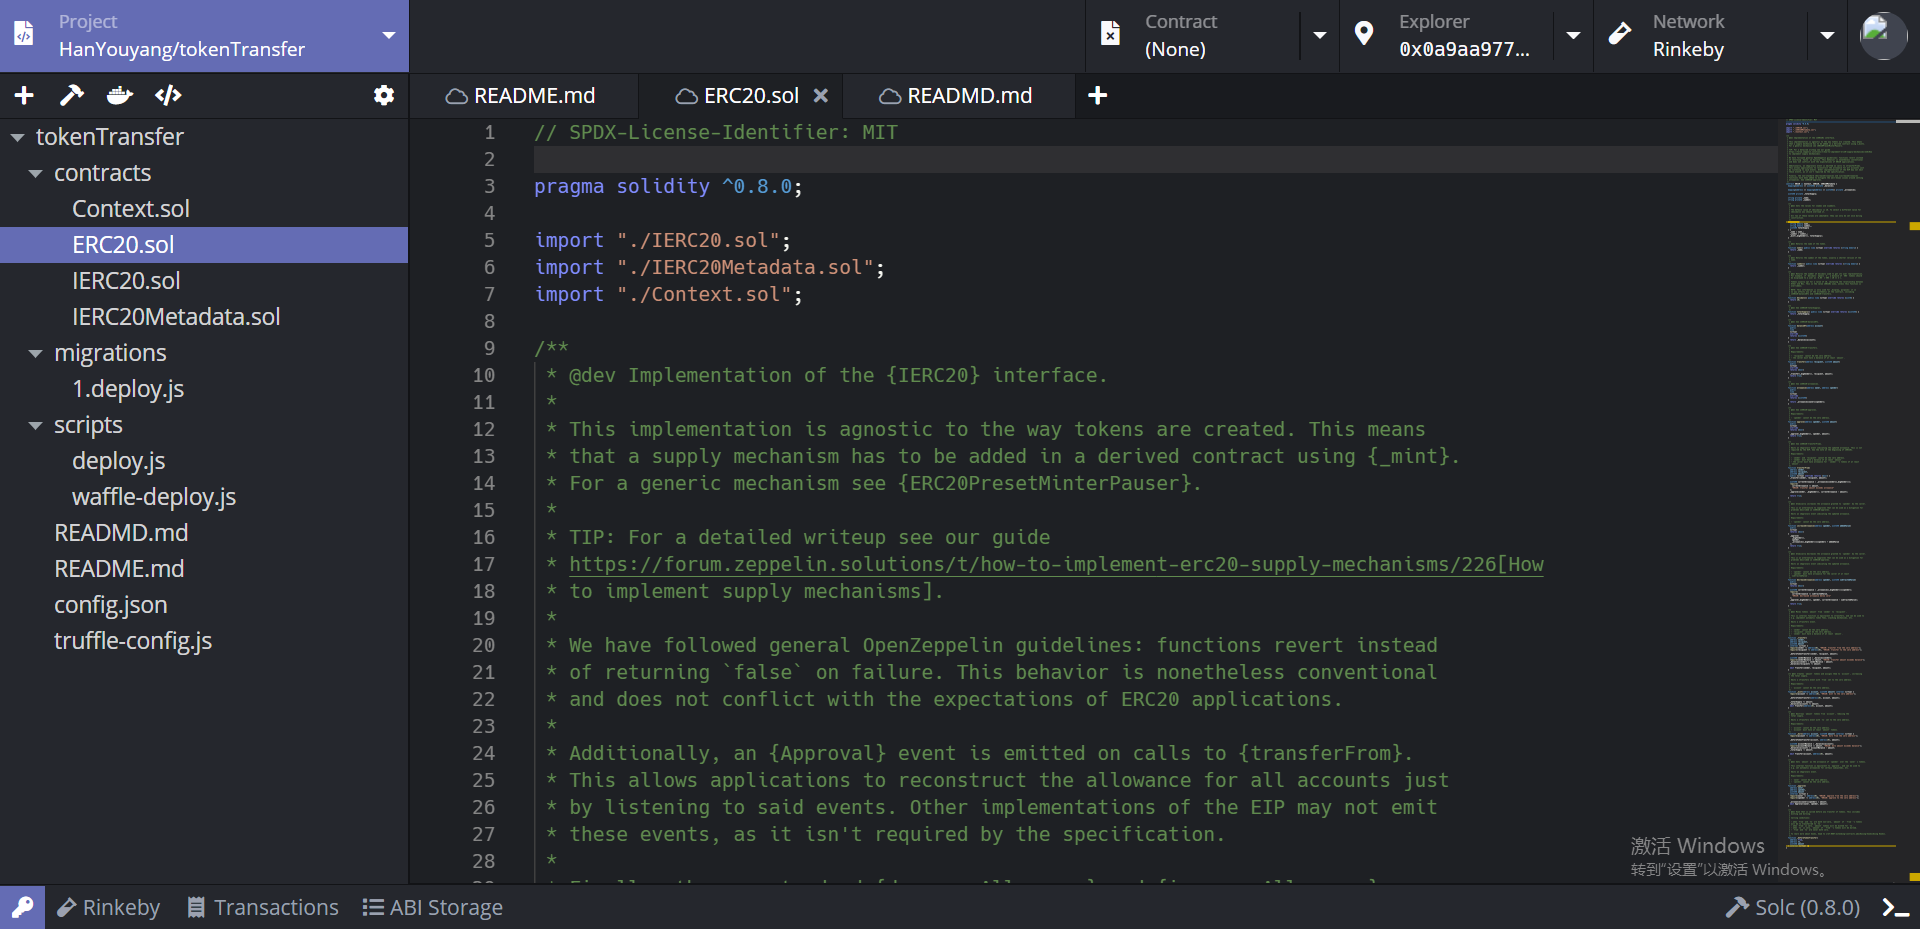 Project
HanYouyang/tokenTransfer
Contract
(None)
Explorer
0x0a9aa977...
Network
Rinkeby
README.md
ERC20.sol
READMD.md
tokenTransfer
contracts
Context.sol
ERC20.sol
IERC20.sol
IERC20Metadata.sol
migrations
1.deploy.js
scripts
deploy.js
waffle-deploy.js
READMD.md
README.md
config.json
truffle-config.js
1 // SPDX-License-Identifier: MIT
2
3 pragma solidity ^0.8.0;
4
5 import "./IERC20.sol";
6 import "./IERC20Metadata.sol";
7 import "./Context.sol";
8
9 /**
10 * @dev Implementation of the {IERC20} interface.
11 *
12 * This implementation is agnostic to the way tokens are created. This means
13 * that a supply mechanism has to be added in a derived contract using {_mint}.
14 * For a generic mechanism see {ERC20PresetMinterPauser}.
15 *
16 * TIP: For a detailed writeup see our guide
17 * https://forum.zeppelin.solutions/t/how-to-implement-erc20-supply-mechanisms/226[How
18 * to implement supply mechanisms].
19 *
20 * We have followed general OpenZeppelin guidelines: functions revert instead
21 * of returning `false` on failure. This behavior is nonetheless conventional
22 * and does not conflict with the expectations of ERC20 applications.
23 *
24 * Additionally, an {Approval} event is emitted on calls to {transferFrom}.
25 * This allows applications to reconstruct the allowance for all accounts just
26 * by listening to said events. Other implementations of the EIP may not emit
27 * these events, as it isn't required by the specification.
28 *
激活 Windows
转到“设置”以激活 Windows。
Rinkeby
Transactions
ABI Storage
Solc (0.8.0)